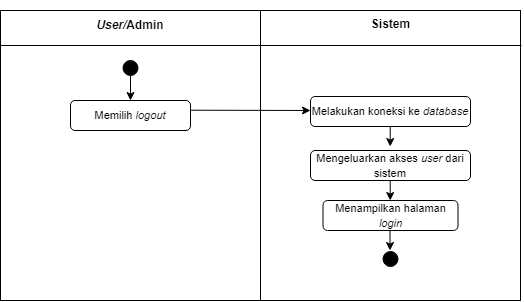 User/Admin
Sistem
Memilih logout
Melakukan koneksi ke database
Mengeluarkan akses user dari
sistem
Menampilkan halaman
login